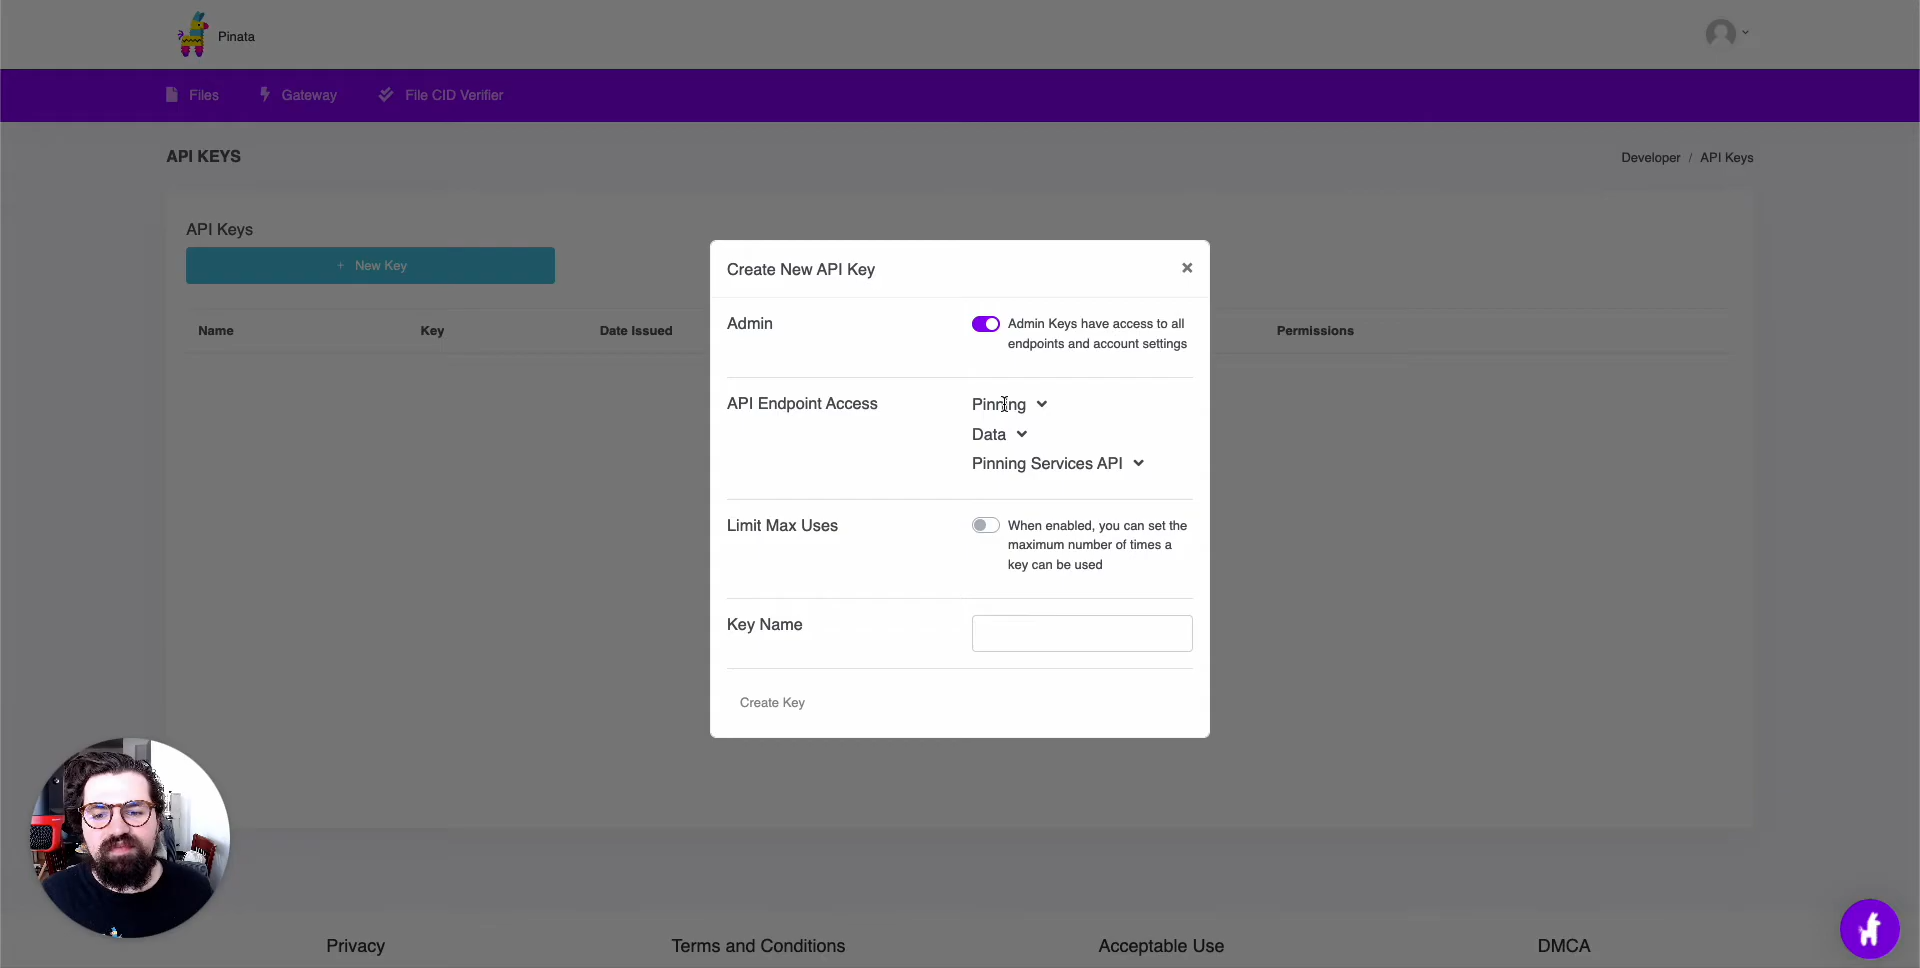 Pinata
Files
Gateway
File CID Verifier
API KEYS
Developer / API Keys
API Keys
+ New Key
Name
Key
Date Issued
Permissions
Create New API Key
×
Admin
Admin Keys have access to all
endpoints and account settings
API Endpoint Access
Pinning
Data
Pinning Services API
Limit Max Uses
When enabled, you can set the
maximum number of times a
key can be used
Key Name
Create Key
Privacy
Terms and Conditions
Acceptable Use
DMCA